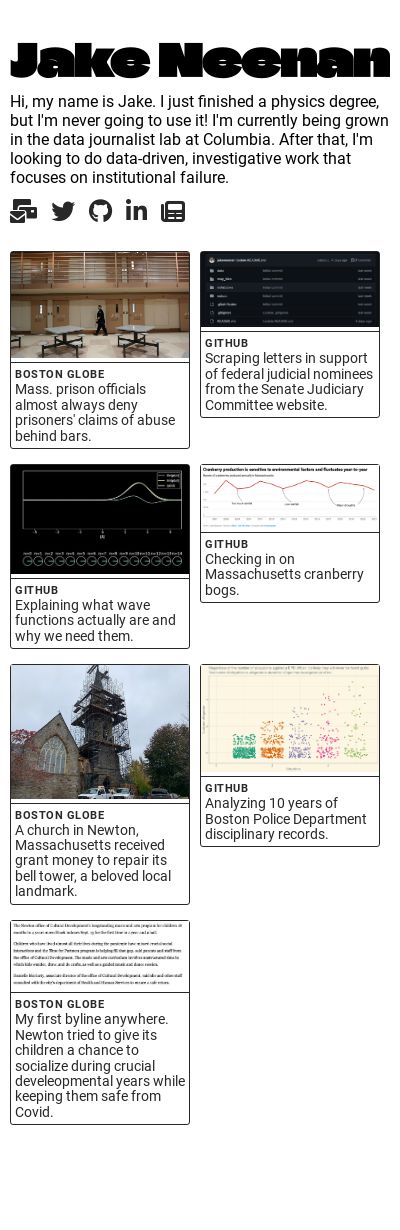 Jake Neenan
Hi, my name is Jake. I just finished a physics degree,
but I'm never going to use it! I'm currently being grown
in the data journalist lab at Columbia. After that, I'm
looking to do data-driven, investigative work that
focuses on institutional failure.
BOSTON GLOBE
Mass. prison officials
almost always deny
prisoners' claims of abuse
behind bars.
GITHUB
Scraping letters in support
of federal judicial nominees
from the Senate Judiciary
Committee website.
GITHUB
Explaining what wave
functions actually are and
why we need them.
Cranberry production is sensitive to environmental factors and fluctuates year-to-year
GITHUB
Checking in on
Massachusetts cranberry
bogs.
BOSTON GLOBE
A church in Newton,
Massachusetts received
grant money to repair its
bell tower, a beloved local
landmark.
GITHUB
Analyzing 10 years of
Boston Police Department
disciplinary records.
BOSTON GLOBE
My first byline anywhere.
Newton tried to give its
children a chance to
socialize during crucial
develeopmental years while
keeping them safe from
Covid.